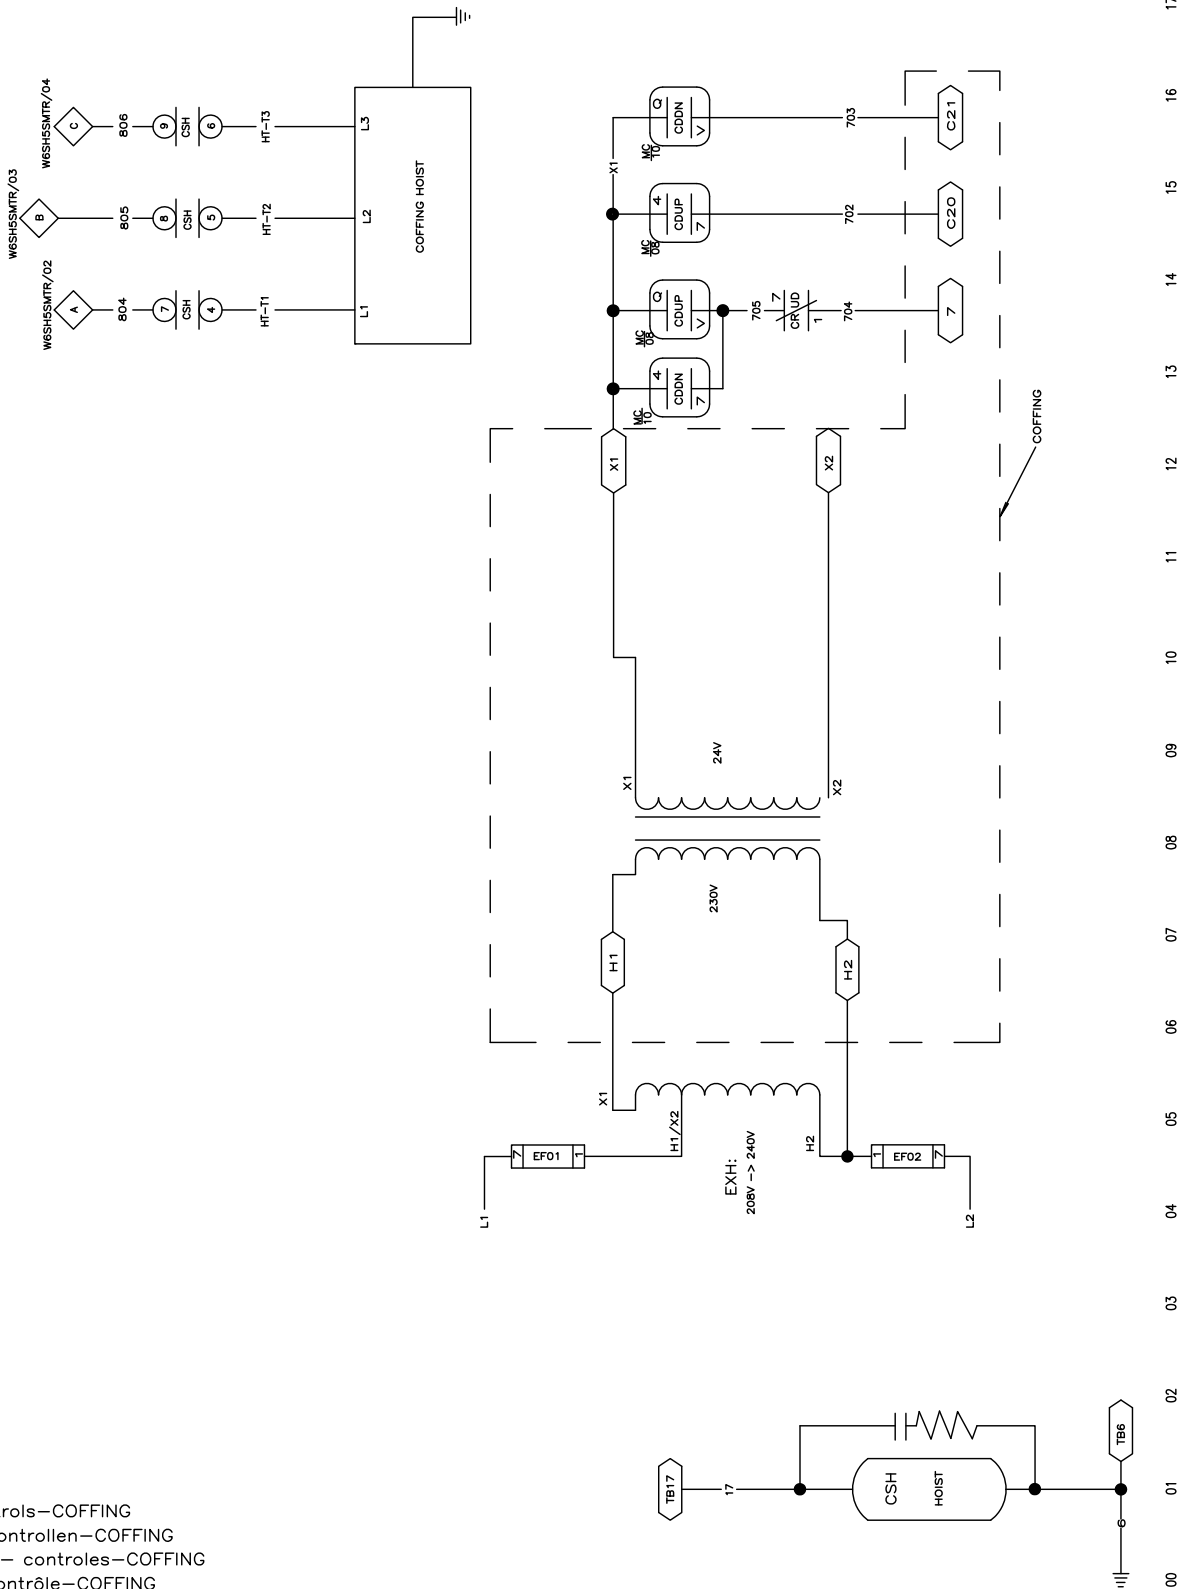 17
16
15
14
13
12
11
10
09
08
07
06
05
04
03
02
01
00
W6SH5SMTR/04
C
806
9
CSH
6
HT-T3
L3
W6SH5SMTR/03
B
805
8
CSH
5
HT-T2
L2
W6SH5SMTR/02
A
804
7
CSH
4
HT-T1
L1
COFFING HOIST
X1
MC
10
Q
CDDN
V
703
C21
MC
08
4
CDUP
7
702
C20
MC
08
Q
CDUP
V
705
7
CR UD
1
704
7
MC
10
4
CDDN
7
X1
X2
COFFING
X1
24V
X2
230V
H1
H2
X1
H1/X2
H2
EXH:
208V -> 240V
7
EF01
1
1
EF02
7
L1
L2
TB17
17
CSH
HOIST
TB6
6
rols-COFFING
ontrollen-COFFING
- controles-COFFING
ontrôle-COFFING